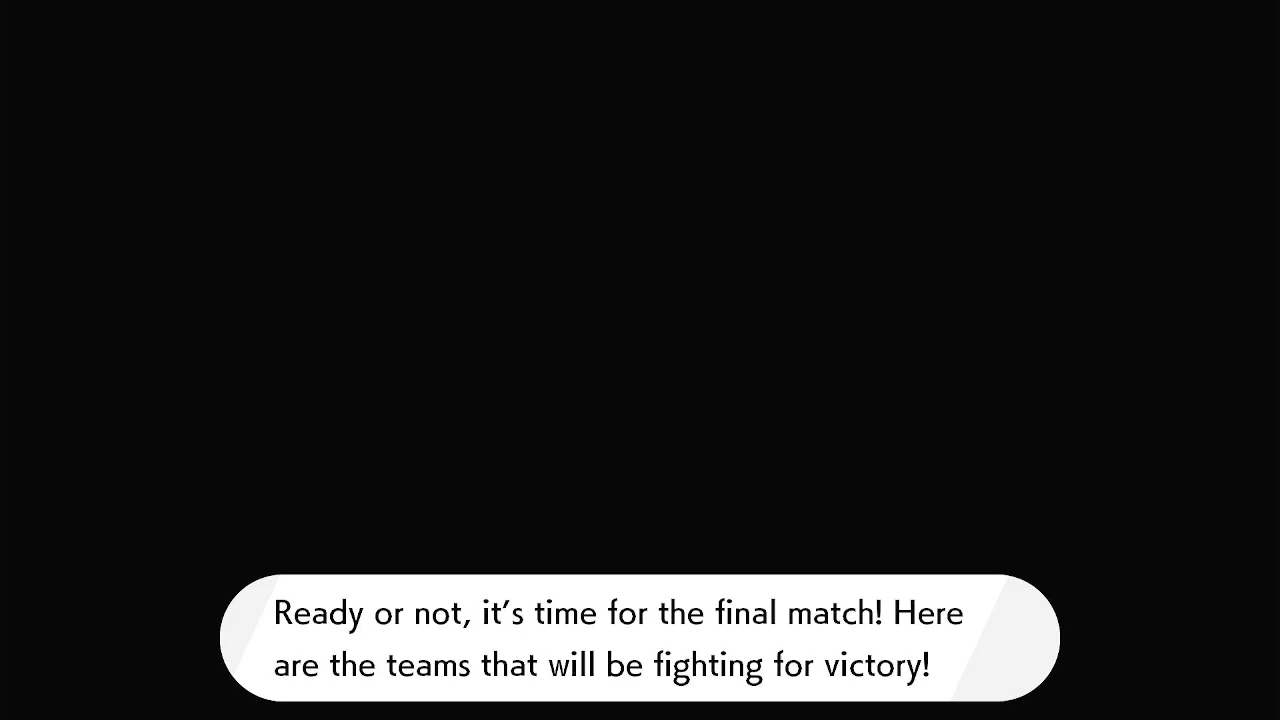 Ready or not, it’s time for the final match! Here
are the teams that will be fighting for victory!